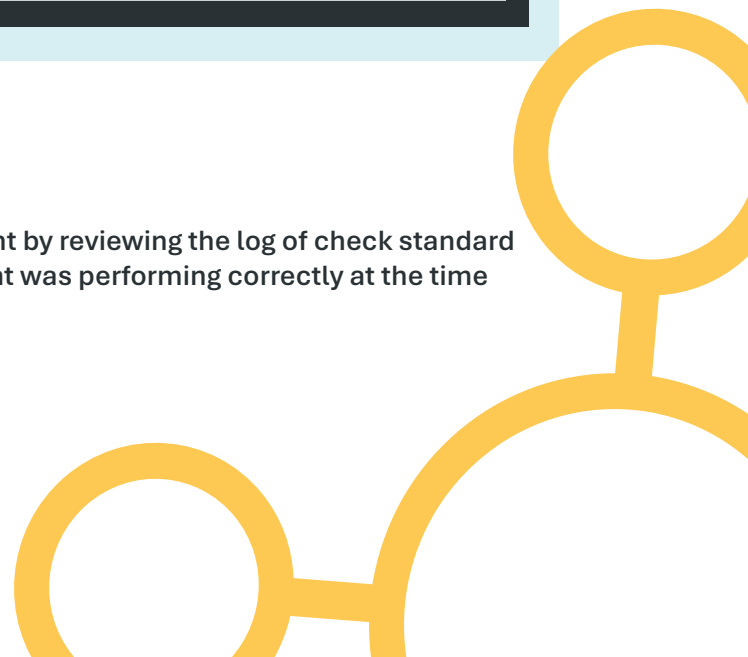 nt by reviewing the log of check standard
nt was performing correctly at the time